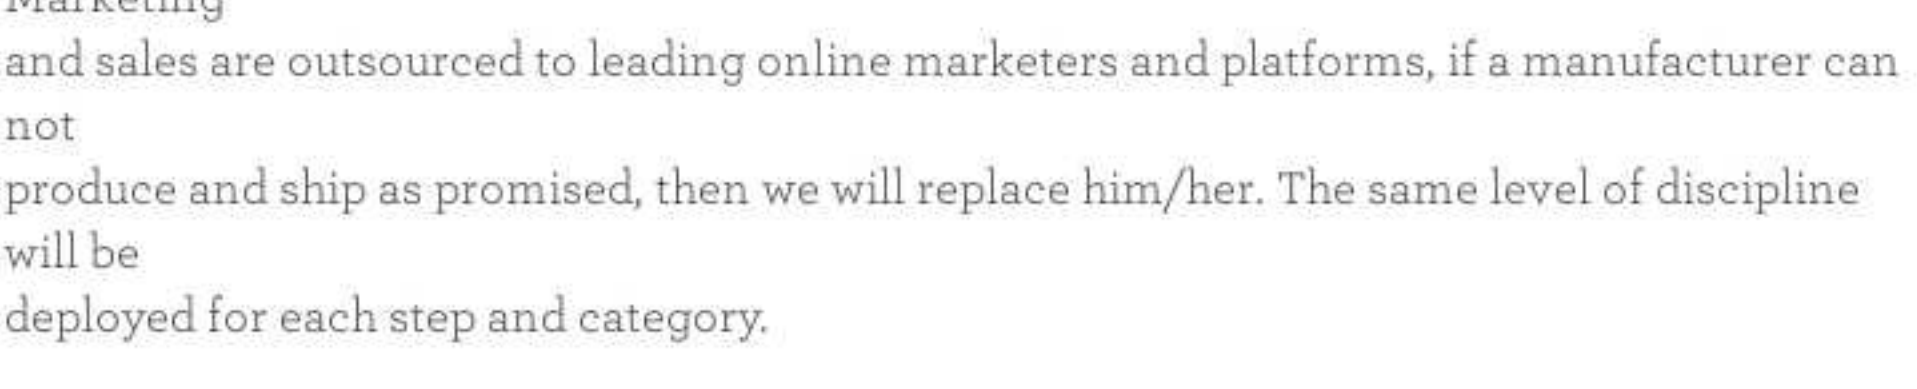 Marketing
and sales are outsourced to leading online marketers and platforms, if a manufacturer can
not
produce and ship as promised, then we will replace him/her. The same level of discipline
will be
deployed for each step and category.